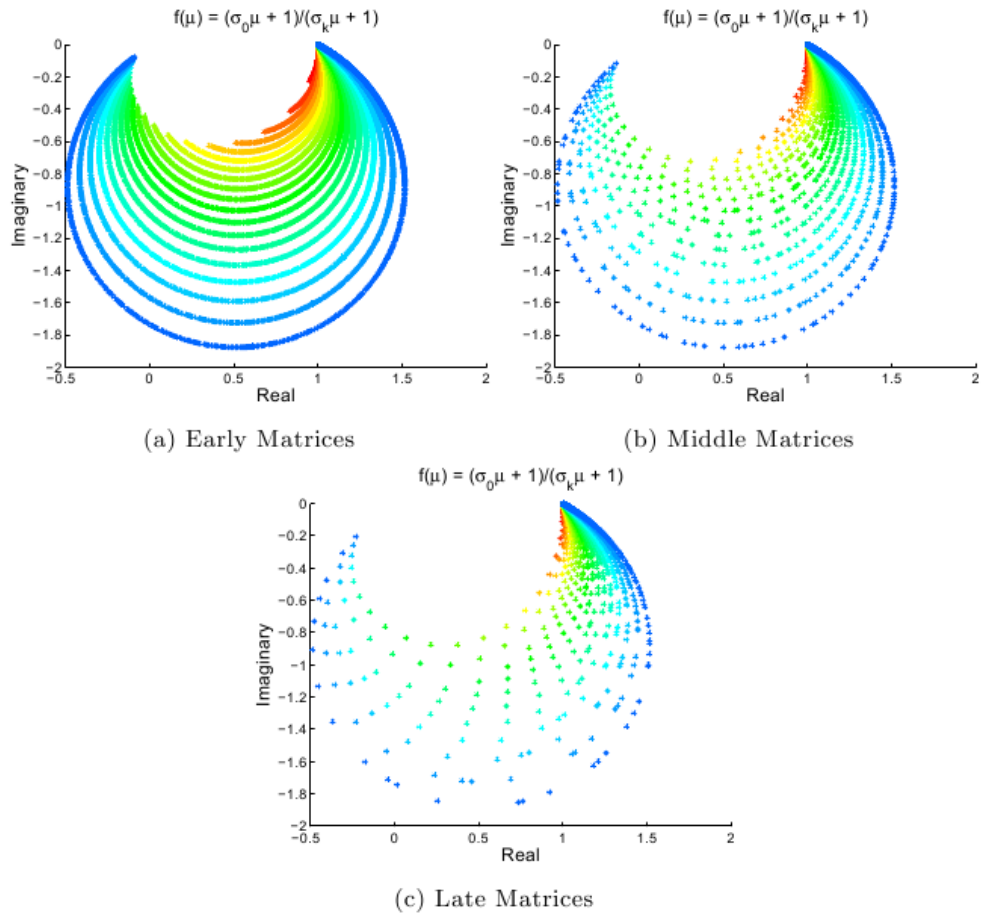 f(μ) = (σ₀μ + 1)/(σₖμ + 1)
0
−0.2
−0.4
−0.6
−0.8
−1
−1.2
−1.4
−1.6
−1.8
−2
Imaginary
−0.5 0 0.5 1 1.5 2
Real
(a) Early Matrices
f(μ) = (σ₀μ + 1)/(σₖμ + 1)
0
−0.2
−0.4
−0.6
−0.8
−1
−1.2
−1.4
−1.6
−1.8
−2
Imaginary
−0.5 0 0.5 1 1.5 2
Real
(b) Middle Matrices
f(μ) = (σ₀μ + 1)/(σₖμ + 1)
0
−0.2
−0.4
−0.6
−0.8
−1
−1.2
−1.4
−1.6
−1.8
−2
Imaginary
−0.5 0 0.5 1 1.5 2
Real
(c) Late Matrices